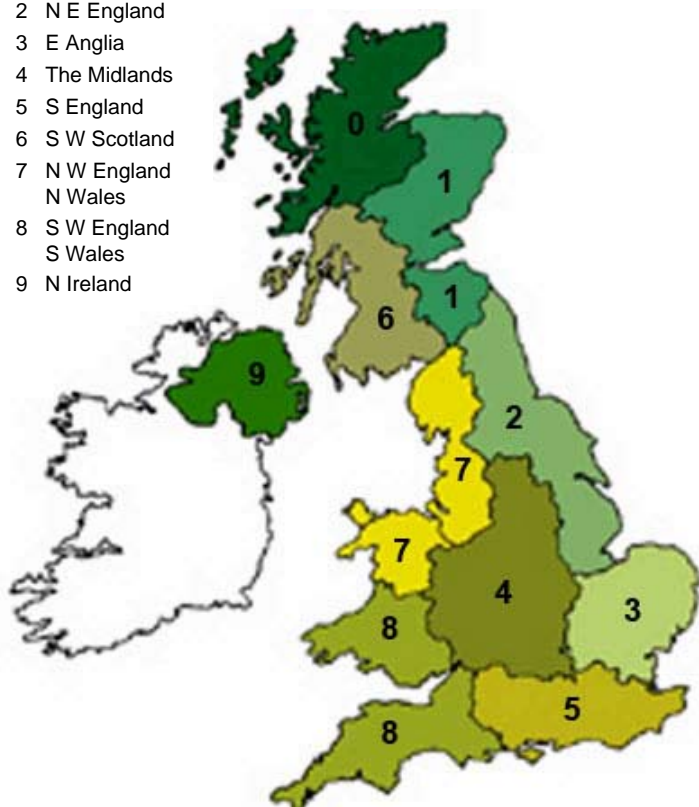 2 N E England
3 E Anglia
4 The Midlands
5 S England
6 S W Scotland
7 N W England
N Wales
8 S W England
S Wales
9 N Ireland
0
1
1
6
9
2
7
7
4
3
8
5
8